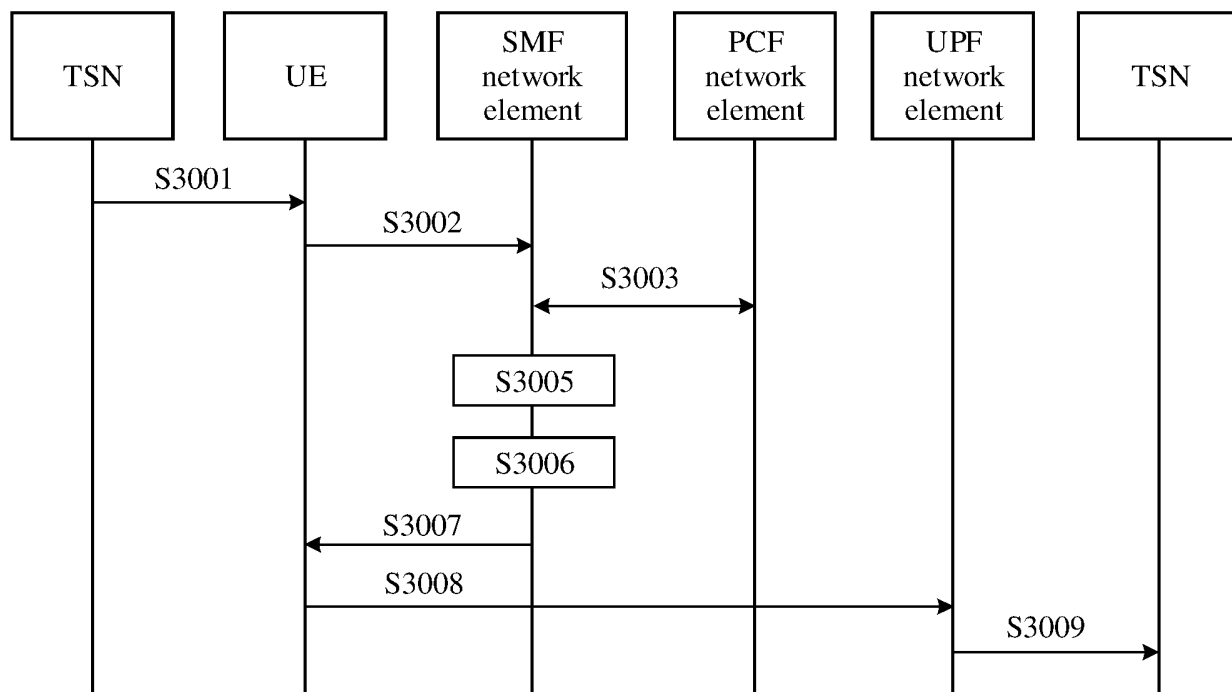 TSN
UE
SMF
network
element
PCF
network
element
UPF
network
element
TSN
S3001
S3002
S3003
S3005
S3006
S3007
S3008
S3009